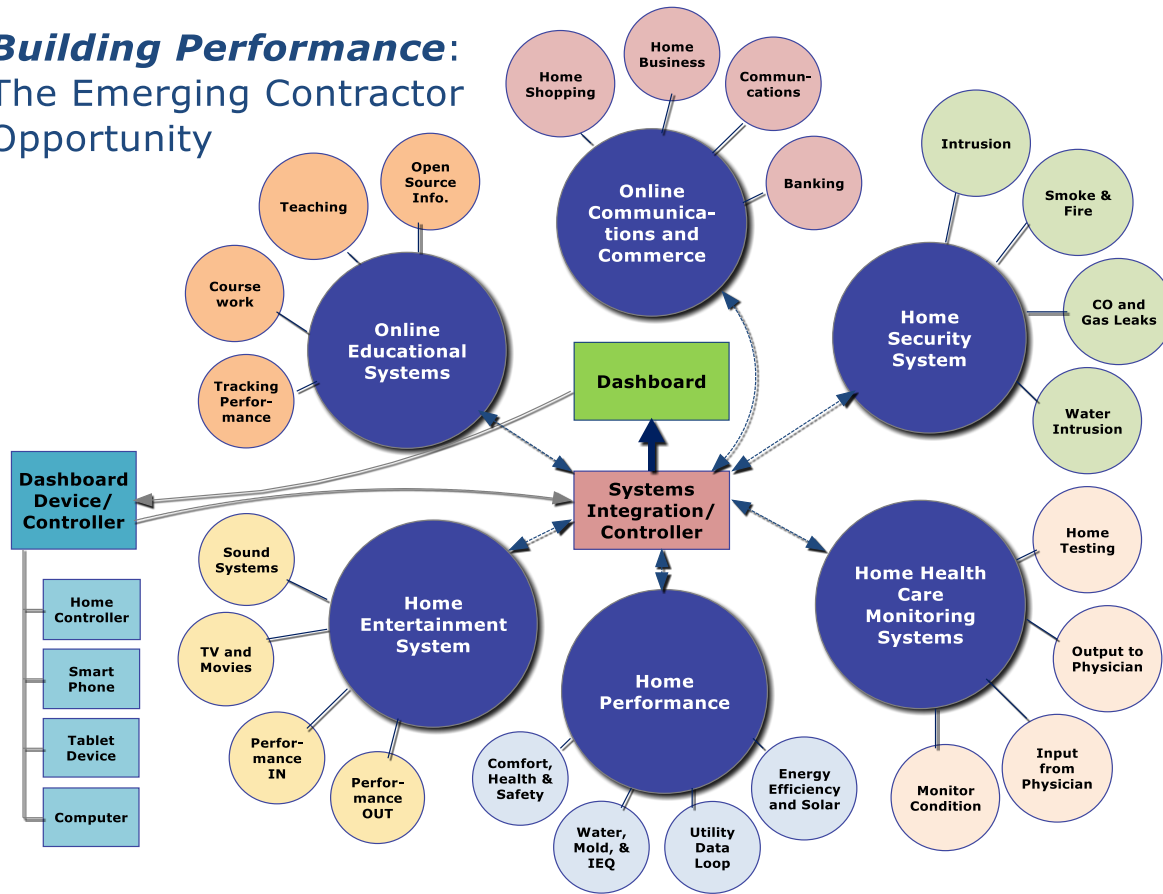 Building Performance:
The Emerging Contractor
Opportunity
Home
Shopping
Home
Business
Commun-
cations
Banking
Online
Communica-
tions and
Commerce
Open
Source
Info.
Teaching
Course
work
Tracking
Perfor-
mance
Online
Educational
Systems
Intrusion
Smoke &
Fire
CO and
Gas Leaks
Water
Intrusion
Home
Security
System
Dashboard
Systems
Integration/
Controller
Dashboard
Device/
Controller
Home
Controller
Smart
Phone
Tablet
Device
Computer
Sound
Systems
TV and
Movies
Perfor-
mance
IN
Perfor-
mance
OUT
Home
Entertainment
System
Home
Performance
Comfort,
Health &
Safety
Water,
Mold, &
IEQ
Utility
Data
Loop
Energy
Efficiency
and Solar
Home Health
Care
Monitoring
Systems
Home
Testing
Output to
Physician
Input
from
Physician
Monitor
Condition